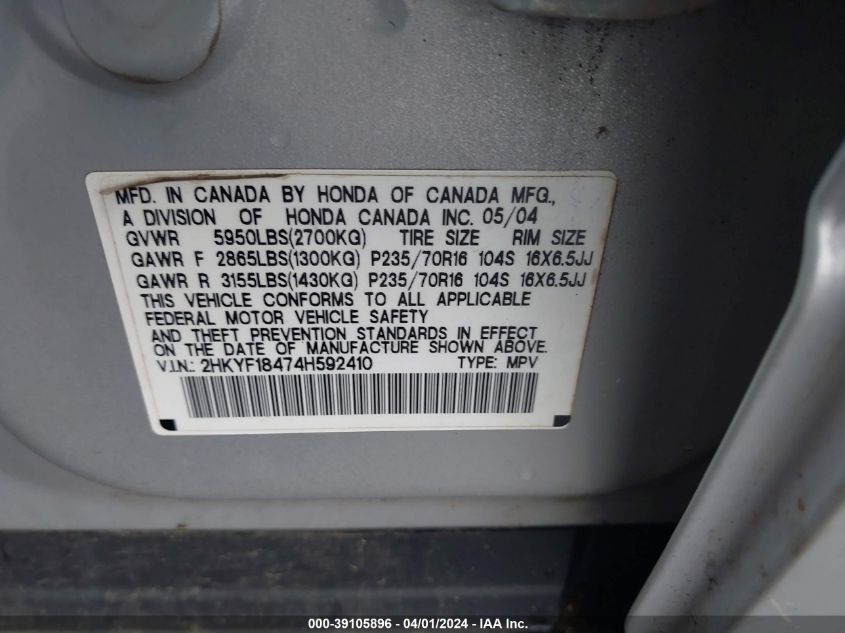 MFD. IN CANADA BY HONDA OF CANADA MFG.,
A DIVISION OF HONDA CANADA INC. 05/04
GVWR 5950LBS(2700KG) TIRE SIZE RIM SIZE
GAWR F 2865LBS(1300KG) P235/70R16 104S 16X6.5JJ
GAWR R 3155LBS(1430KG) P235/70R16 104S 16X6.5JJ
THIS VEHICLE CONFORMS TO ALL APPLICABLE
FEDERAL MOTOR VEHICLE SAFETY
AND THEFT PREVENTION STANDARDS IN EFFECT
ON THE DATE OF MANUFACTURE SHOWN ABOVE.
V.I.N.: 2HKYF18474H592410 TYPE: MPV
000-39105896 - 04/01/2024 - IAA Inc.